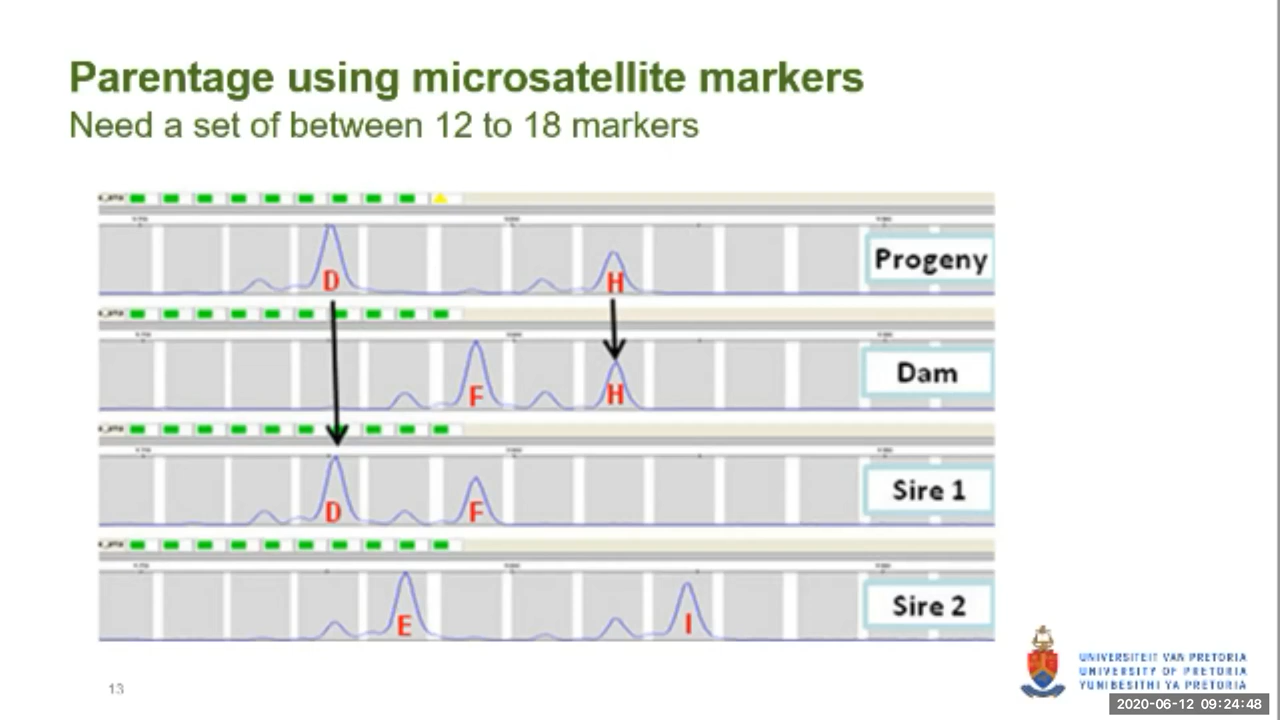 Parentage using microsatellite markers
Need a set of between 12 to 18 markers
Progeny
D
H
Dam
F
H
Sire 1
D
F
Sire 2
E
I
13
UNIVERSITEIT VAN PRETORIA
UNIVERSITY OF PRETORIA
YUNIBESITHI YA PRETORIA
2020-06-12 09:24:48